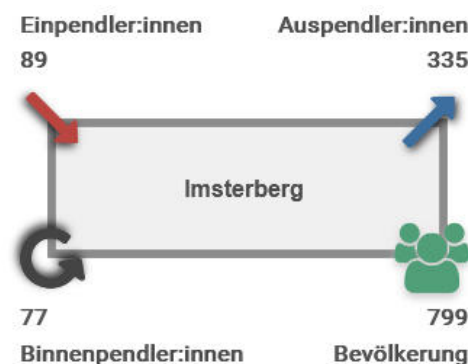 Einpendler:innen Auspendler:innen
89 335
Imsterberg
77 799
Binnenpendler:innen Bevölkerung